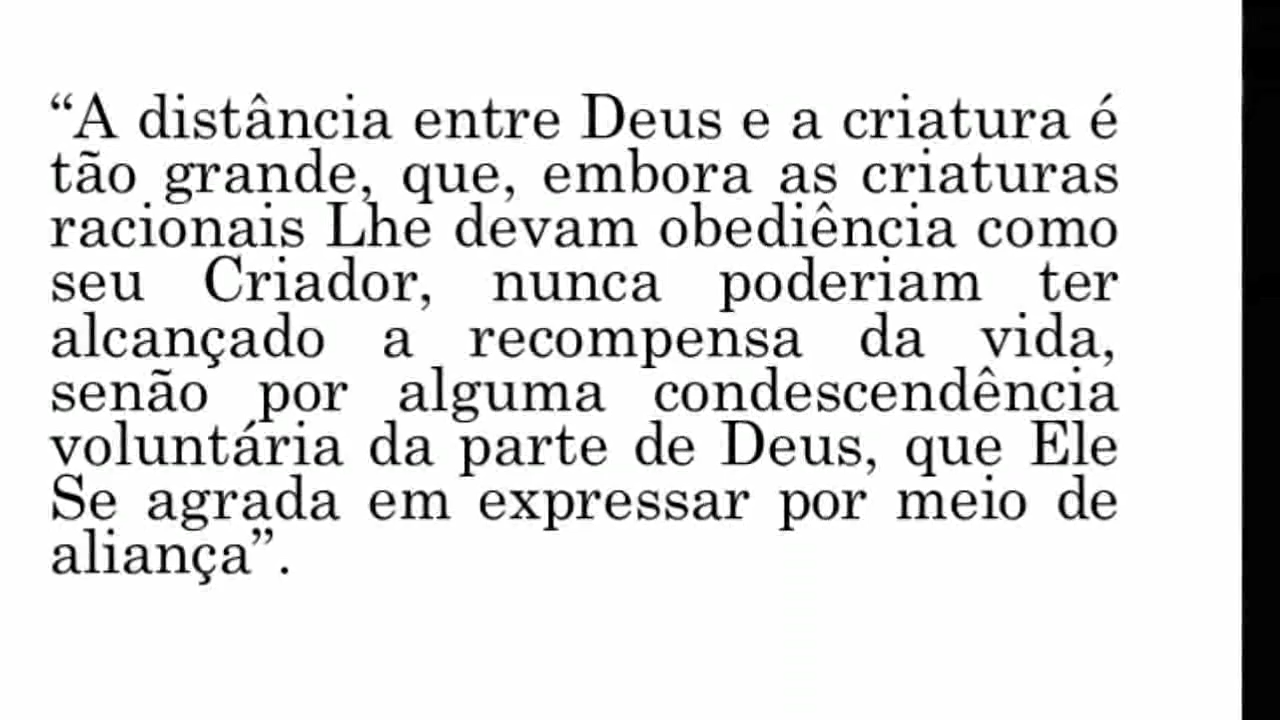 “A distância entre Deus e a criatura é
tão grande, que, embora as criaturas
racionais Lhe devam obediência como
seu Criador, nunca poderiam ter
alcançado a recompensa da vida,
senão por alguma condescendência
voluntária da parte de Deus, que Ele
Se agrada em expressar por meio de
aliança”.